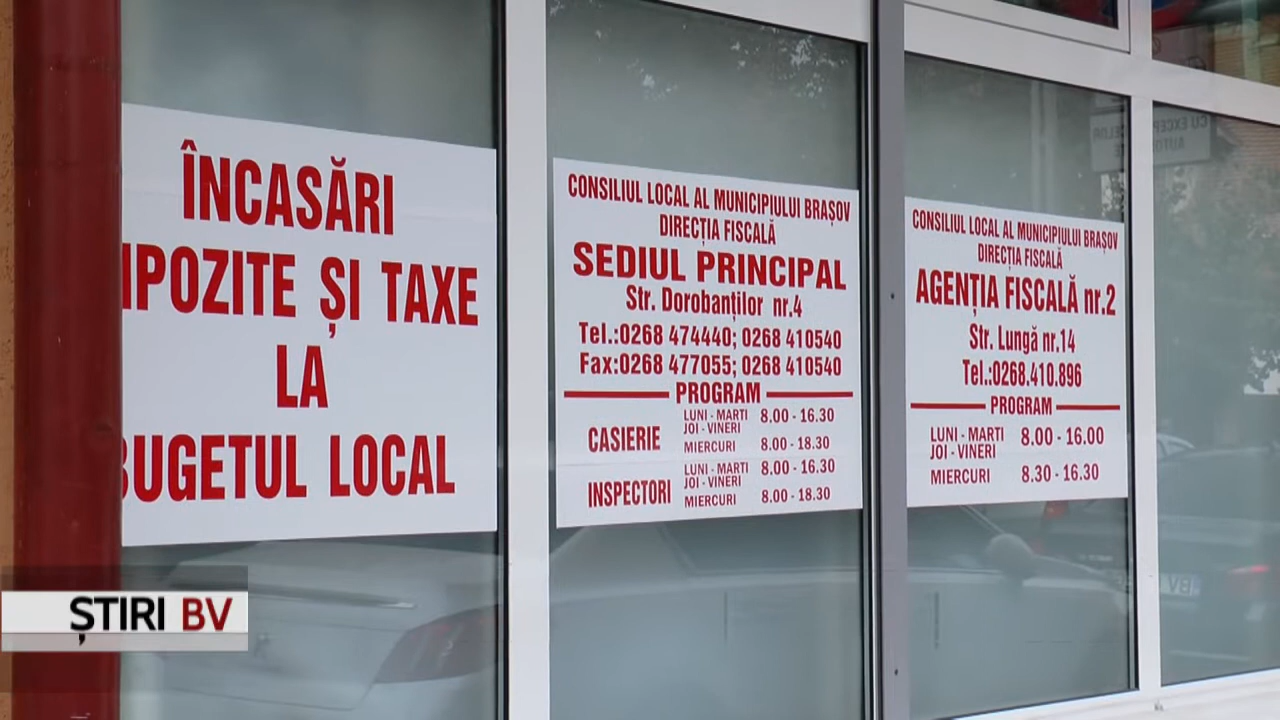 ÎNCASĂRI
IPOZITE ȘI TAXE
LA
BUGETUL LOCAL
CONSILIUL LOCAL AL MUNICIPIULUI BRAȘOV
DIRECȚIA FISCALĂ
SEDIUL PRINCIPAL
Str. Dorobanților nr.4
Tel.:0268 474440; 0268 410540
Fax:0268 477055; 0268 410540
PROGRAM
CASIERIE
LUNI - MARTI
JOI - VINERI
8.00 - 16.30
MIERCURI 8.00 - 18.30
INSPECTORI
LUNI - MARTI
JOI - VINERI
8.00 - 16.30
MIERCURI 8.00 - 18.30
CONSILIUL LOCAL AL MUNICIPIULUI BRAȘOV
DIRECȚIA FISCALĂ
AGENȚIA FISCALĂ nr.2
Str. Lungă nr.14
Tel.:0268.410.896
PROGRAM
LUNI - MARTI
JOI - VINERI
8.00 - 16.00
MIERCURI 8.30 - 16.30
ȘTIRI BV